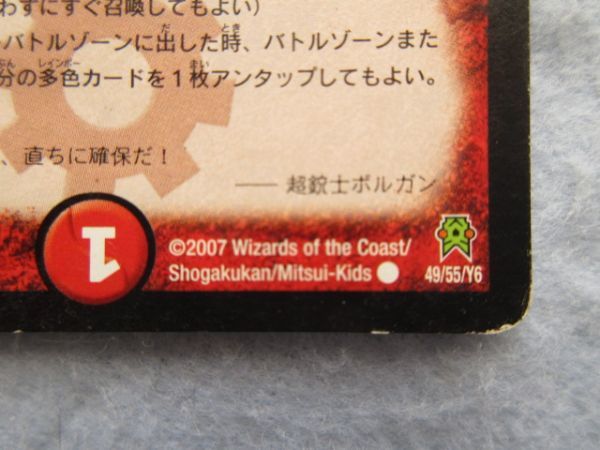 わずにすぐ召喚してもよい）
バトルゾーンに出した時、バトルゾーンまた
分の多色カードを1枚アンタップしてもよい。
、直ちに確保だ！
—— 超銃士ボルガン
1
©2007 Wizards of the Coast/
Shogakukan/Mitsui-Kids
49/55/Y6